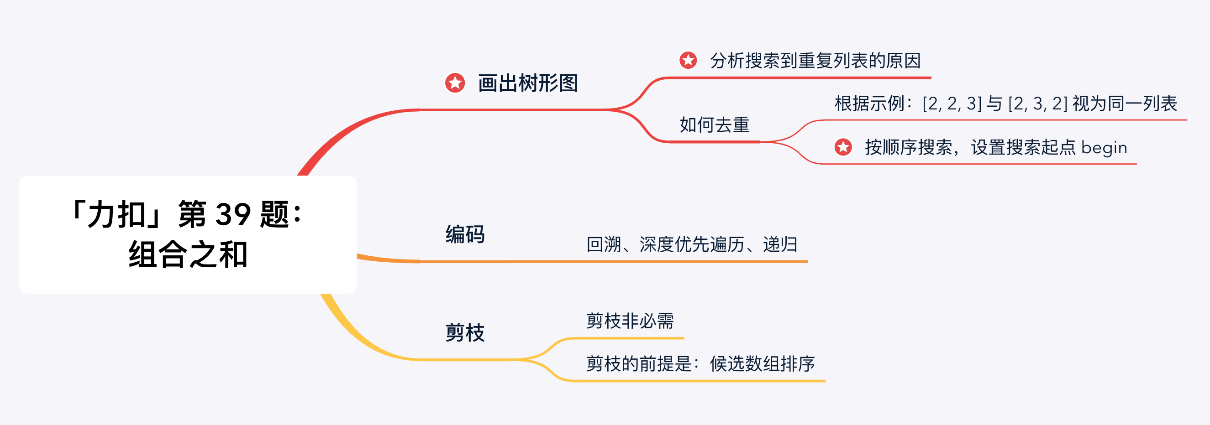 「力扣」第 39 题：
组合之和
画出树形图
分析搜索到重复列表的原因
如何去重
根据示例：[2, 2, 3] 与 [2, 3, 2] 视为同一列表
按顺序搜索，设置搜索起点 begin
编码
回溯、深度优先遍历、递归
剪枝
剪枝非必需
剪枝的前提是：候选数组排序